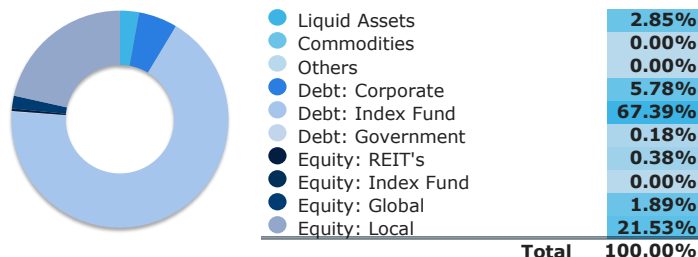 Liquid Assets 2.85%
Commodities 0.00%
Others 0.00%
Debt: Corporate 5.78%
Debt: Index Fund 67.39%
Debt: Government 0.18%
Equity: REIT's 0.38%
Equity: Index Fund 0.00%
Equity: Global 1.89%
Equity: Local 21.53%
Total 100.00%